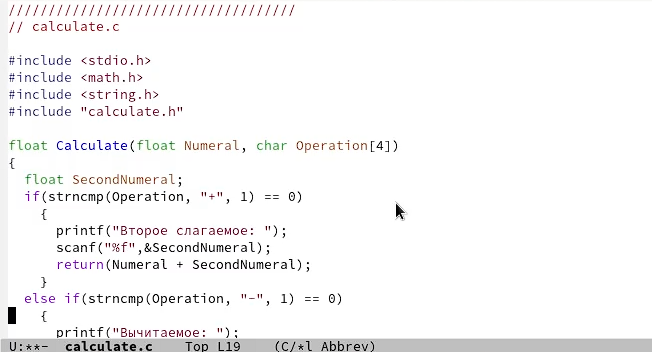 ////////////////////////////////////
// calculate.c
#include <stdio.h>
#include <math.h>
#include <string.h>
#include "calculate.h"
float Calculate(float Numeral, char Operation[4])
{
float SecondNumeral;
if(strncmp(Operation, "+", 1) == 0)
{
printf("Второе слагаемое: ");
scanf("%f",&SecondNumeral);
return(Numeral + SecondNumeral);
}
else if(strncmp(Operation, "-", 1) == 0)
{
printf("Вычитаемое: ");
U:**- calculate.c Top L19 (C/*l Abbrev)